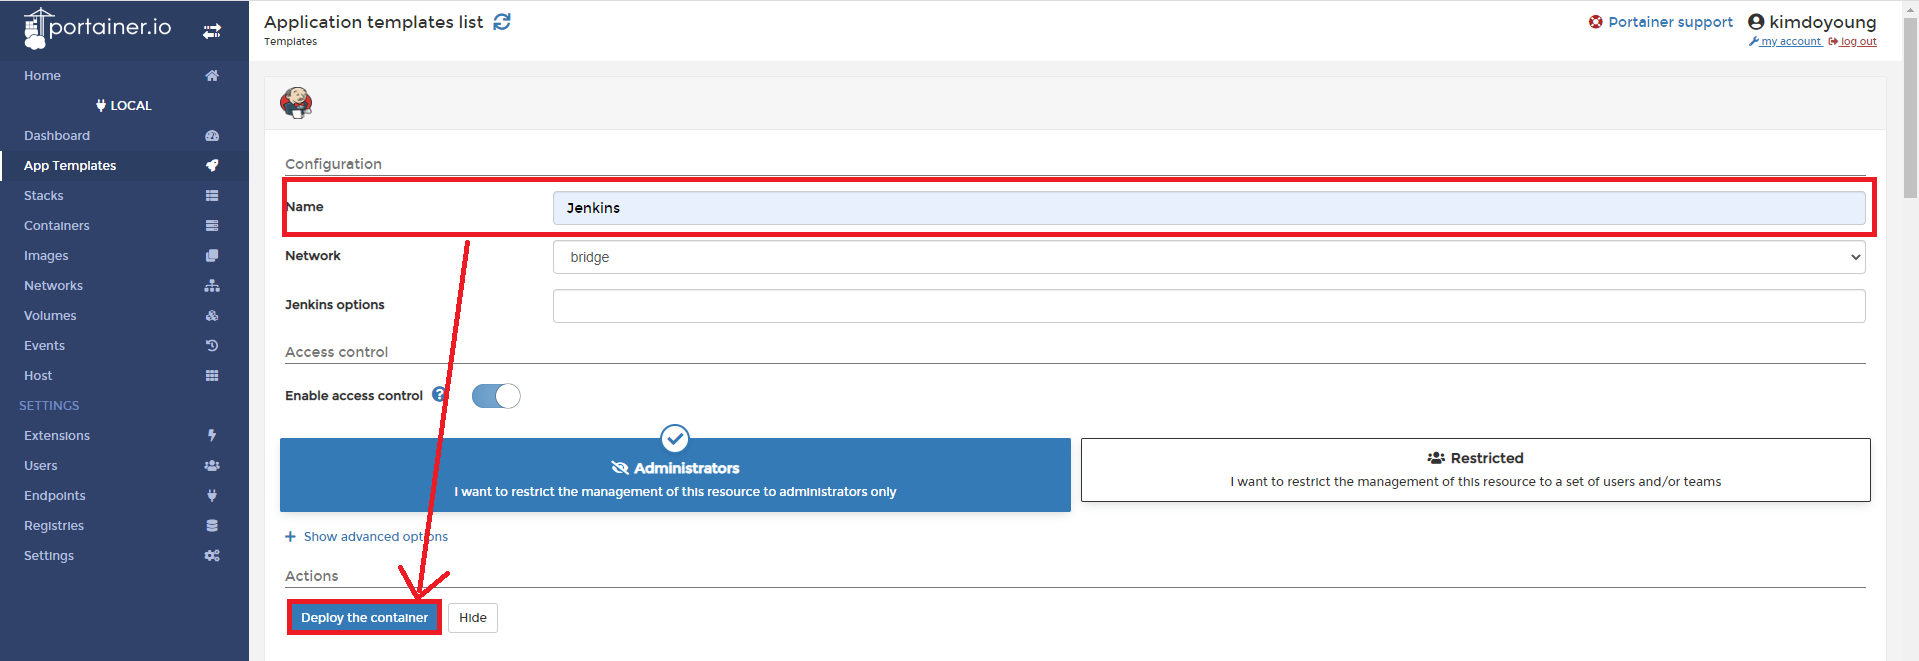 portainer.io
Home
LOCAL
Dashboard
App Templates
Stacks
Containers
Images
Networks
Volumes
Events
Host
SETTINGS
Extensions
Users
Endpoints
Registries
Settings
Application templates list
Templates
Portainer support
kimdoyoung
my account
log out
Configuration
Name
Jenkins
Network
bridge
Jenkins options
Access control
Enable access control
Administrators
I want to restrict the management of this resource to administrators only
Restricted
I want to restrict the management of this resource to a set of users and/or teams
+ Show advanced options
Actions
Deploy the container
Hide